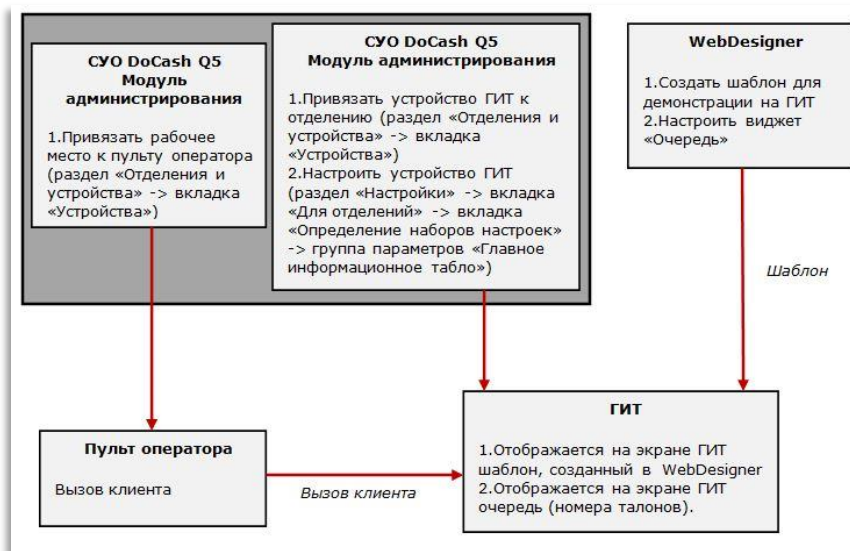 СУО DoCash Q5
Модуль
администрирования
1.Привязать рабочее
место к пульту оператора
(раздел «Отделения и
устройства» -> вкладка
«Устройства»)
СУО DoCash Q5
Модуль администрирования
1.Привязать устройство ГИТ к
отделению (раздел «Отделения и
устройства» -> вкладка
«Устройства»)
2.Настроить устройство ГИТ
(раздел «Настройки» -> вкладка
«Для отделений» -> вкладка
«Определение наборов настроек»
-> группа параметров «Главное
информационное табло»)
WebDesigner
1.Создать шаблон для
демонстрации на ГИТ
2.Настроить виджет
«Очередь»
Шаблон
Пульт оператора
Вызов клиента
Вызов клиента
ГИТ
1.Отображается на экране ГИТ
шаблон, созданный в WebDesigner
2.Отображается на экране ГИТ
очередь (номера талонов).